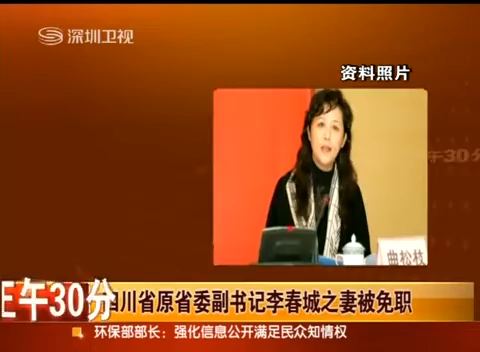 深圳卫视
资料照片
午30分
曲松枝
正午30分
四川省原省委副书记李春城之妻被免职
环保部部长：强化信息公开满足民众知情权